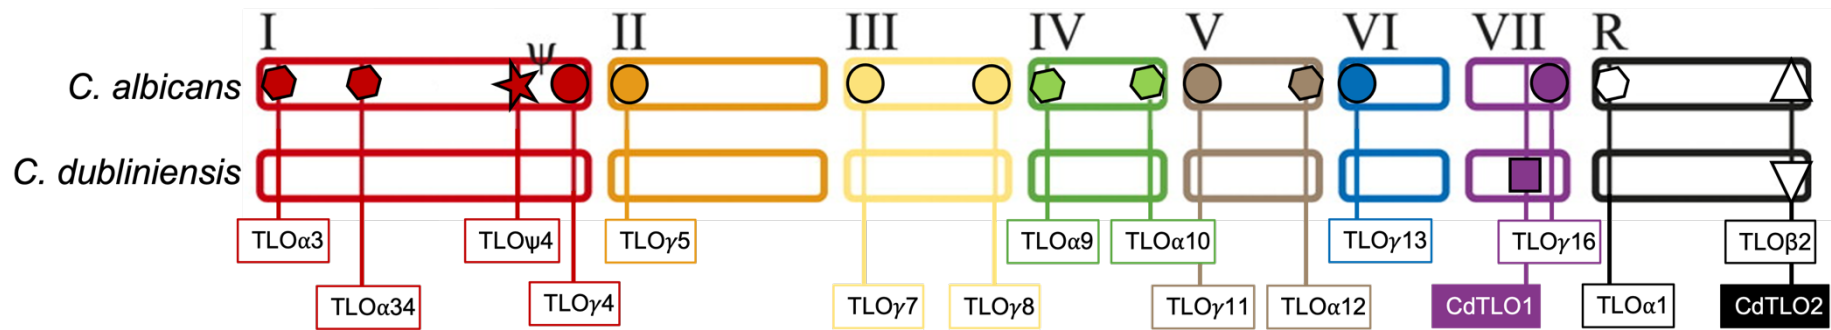 I II III IV V VI VII R
ψ
C. albicans
C. dubliniensis
TLOα3 TLOψ4 TLOγ5 TLOα9 TLOα10 TLOγ13 TLOγ16 TLOβ2
TLOα34 TLOγ4 TLOγ7 TLOγ8 TLOγ11 TLOα12 CdTLO1 TLOα1 CdTLO2